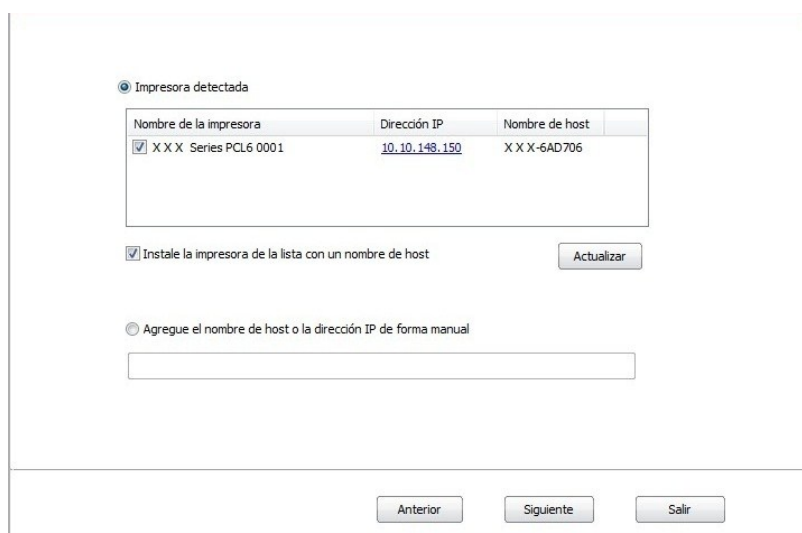 Impresora detectada
Nombre de la impresora Dirección IP Nombre de host
X X X Series PCL6 0001 10.10.148.150 X X X-6AD706
Instale la impresora de la lista con un nombre de host Actualizar
Agregue el nombre de host o la dirección IP de forma manual
Anterior Siguiente Salir